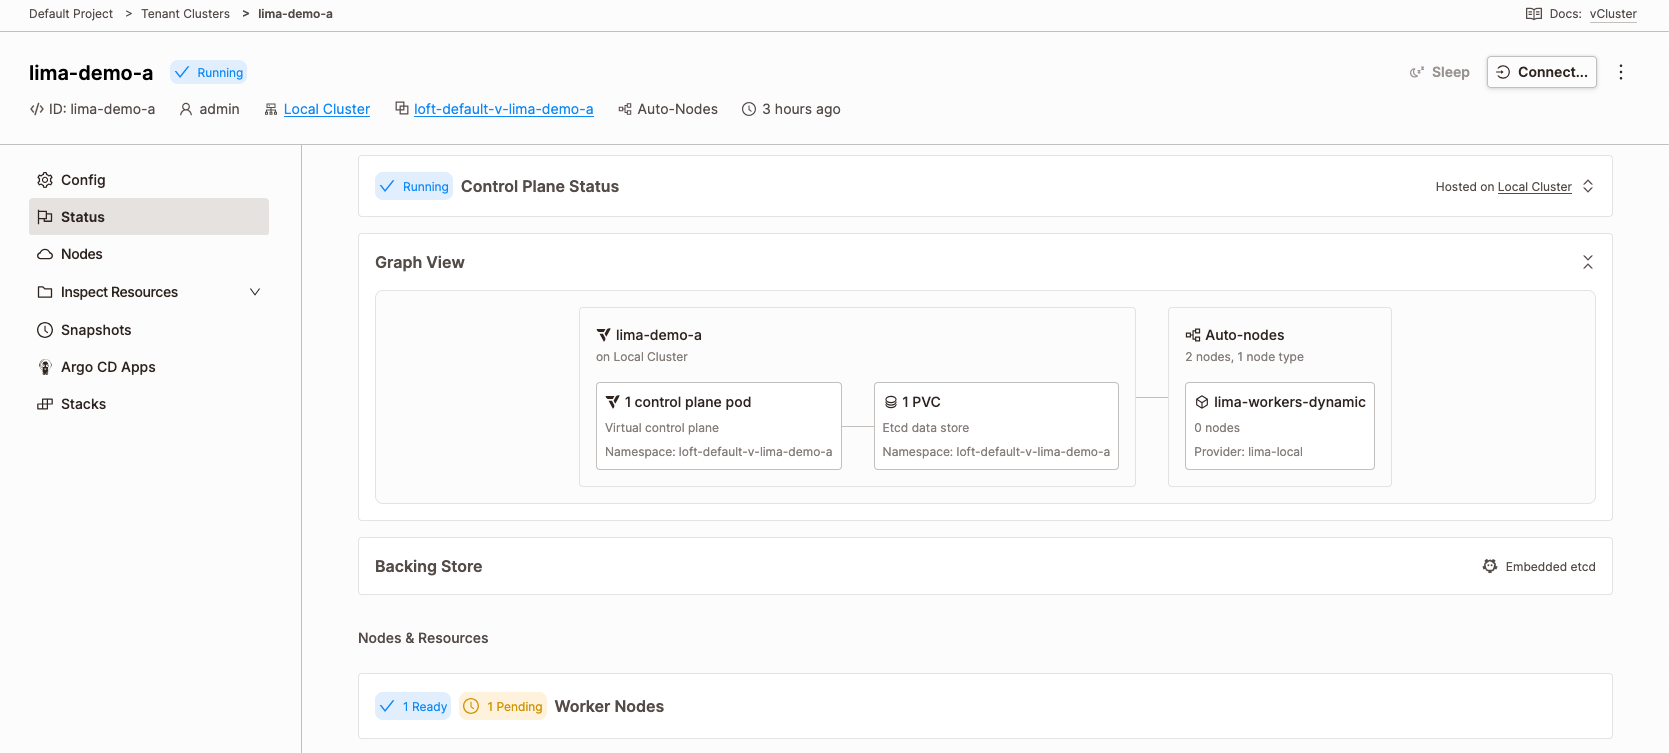 Default Project > Tenant Clusters > lima-demo-a
Docs: vCluster
lima-demo-a
Running
Sleep
Connect...
ID: lima-demo-a
admin
Local Cluster
loft-default-v-lima-demo-a
Auto-Nodes
3 hours ago
Config
Status
Nodes
Inspect Resources
Snapshots
Argo CD Apps
Stacks
Running
Control Plane Status
Hosted on Local Cluster
Graph View
lima-demo-a
on Local Cluster
1 control plane pod
Virtual control plane
Namespace: loft-default-v-lima-demo-a
1 PVC
Etcd data store
Namespace: loft-default-v-lima-demo-a
Auto-nodes
2 nodes, 1 node type
lima-workers-dynamic
0 nodes
Provider: lima-local
Backing Store
Embedded etcd
Nodes & Resources
1 Ready
1 Pending
Worker Nodes